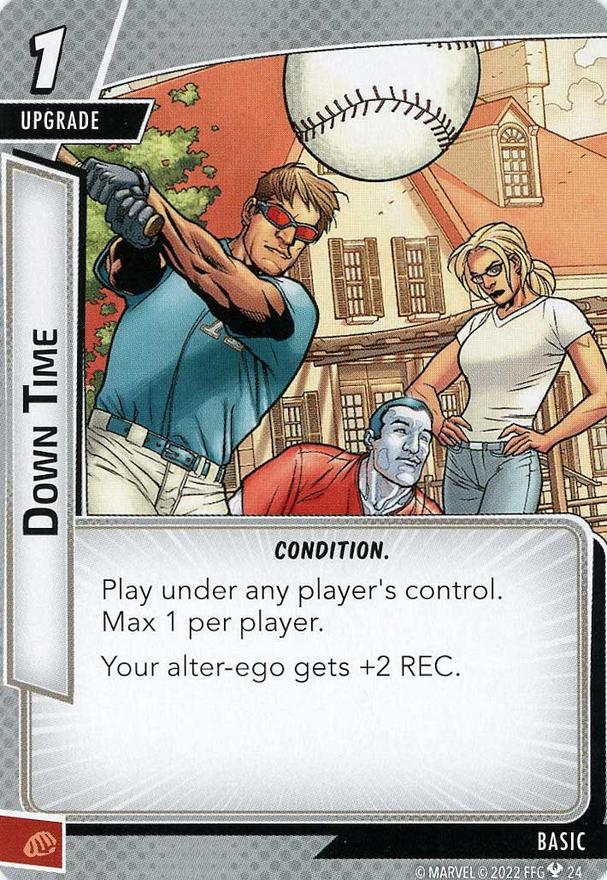 1
UPGRADE
DOWN TIME
CONDITION.
Play under any player's control.
Max 1 per player.
Your alter-ego gets +2 REC.
BASIC
© MARVEL © 2022 FFG 24